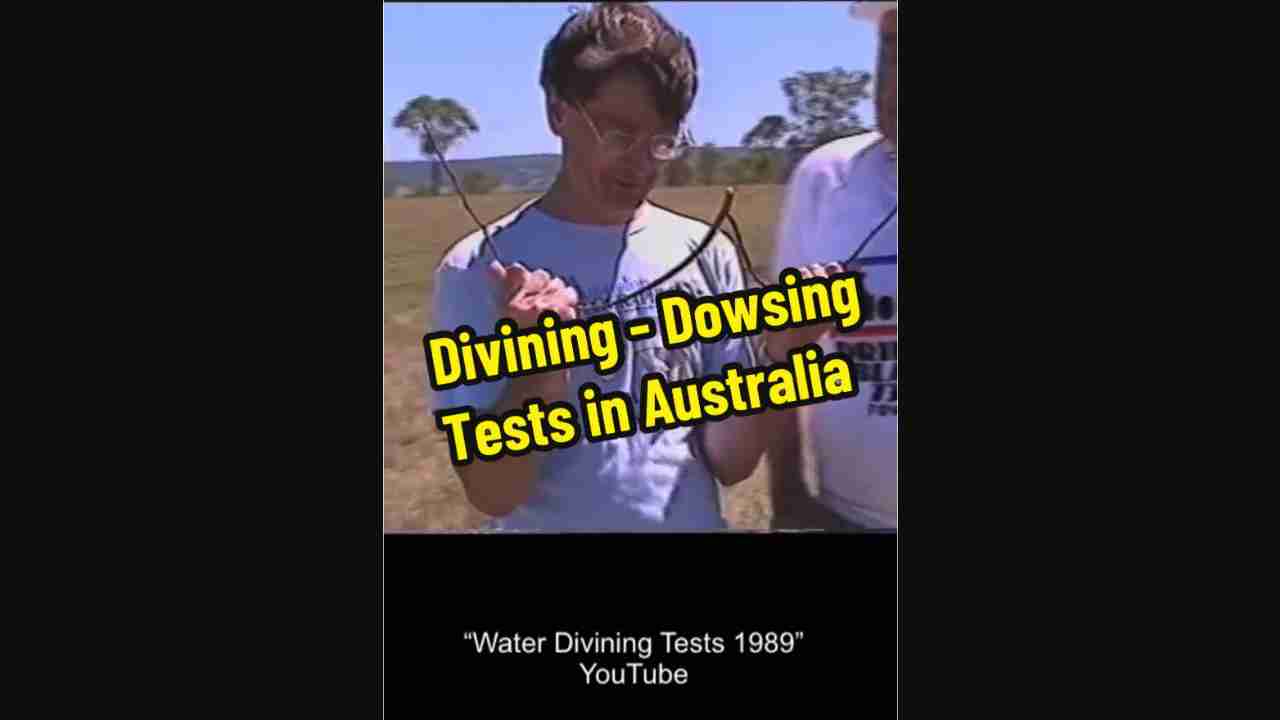 Divining - Dowsing
Tests in Australia
“Water Divining Tests 1989”
YouTube